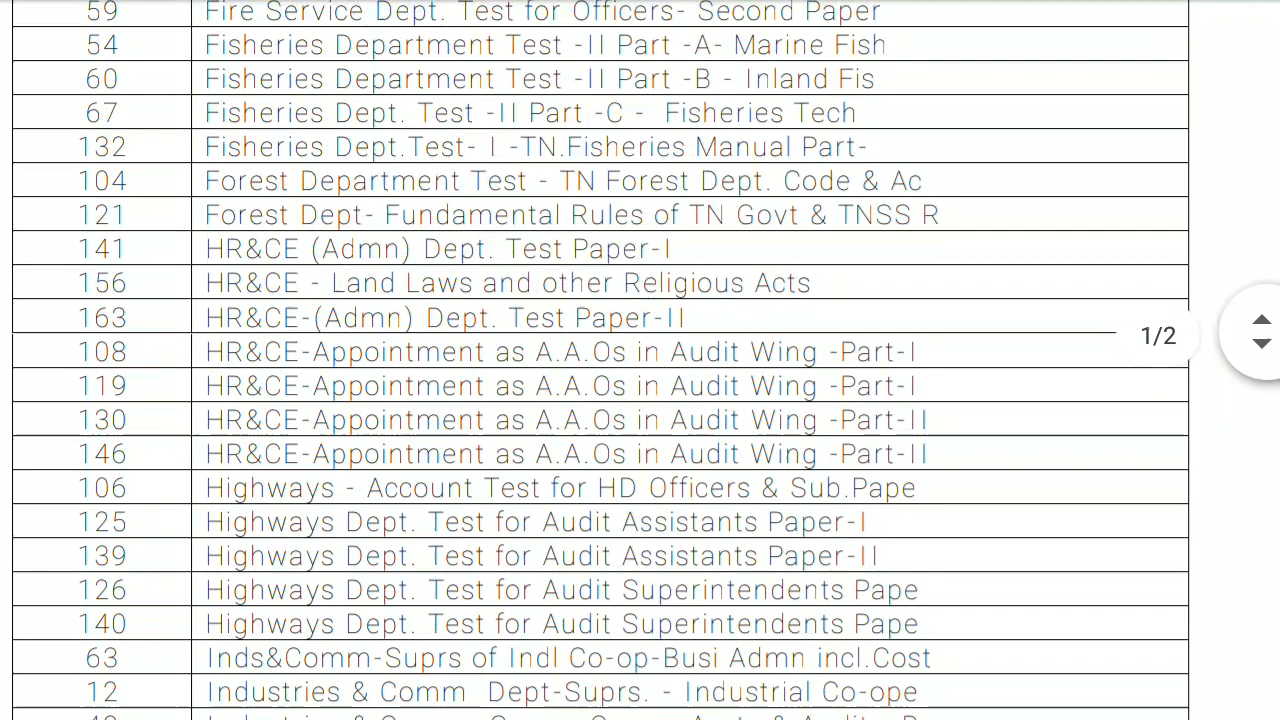 59 Fire Service Dept. Test for Officers- Second Paper
54 Fisheries Department Test -II Part -A- Marine Fish
60 Fisheries Department Test -II Part -B - Inland Fis
67 Fisheries Dept. Test -II Part -C - Fisheries Tech
132 Fisheries Dept.Test- I -TN.Fisheries Manual Part-
104 Forest Department Test - TN Forest Dept. Code & Ac
121 Forest Dept- Fundamental Rules of TN Govt & TNSS R
141 HR&CE (Admn) Dept. Test Paper-I
156 HR&CE - Land Laws and other Religious Acts
163 HR&CE-(Admn) Dept. Test Paper-II
1/2
108 HR&CE-Appointment as A.A.Os in Audit Wing -Part-I
119 HR&CE-Appointment as A.A.Os in Audit Wing -Part-I
130 HR&CE-Appointment as A.A.Os in Audit Wing -Part-II
146 HR&CE-Appointment as A.A.Os in Audit Wing -Part-II
106 Highways - Account Test for HD Officers & Sub.Pape
125 Highways Dept. Test for Audit Assistants Paper-I
139 Highways Dept. Test for Audit Assistants Paper-II
126 Highways Dept. Test for Audit Superintendents Pape
140 Highways Dept. Test for Audit Superintendents Pape
63 Inds&Comm-Suprs of Indl Co-op-Busi Admn incl.Cost
12 Industries & Comm Dept-Suprs. - Industrial Co-ope